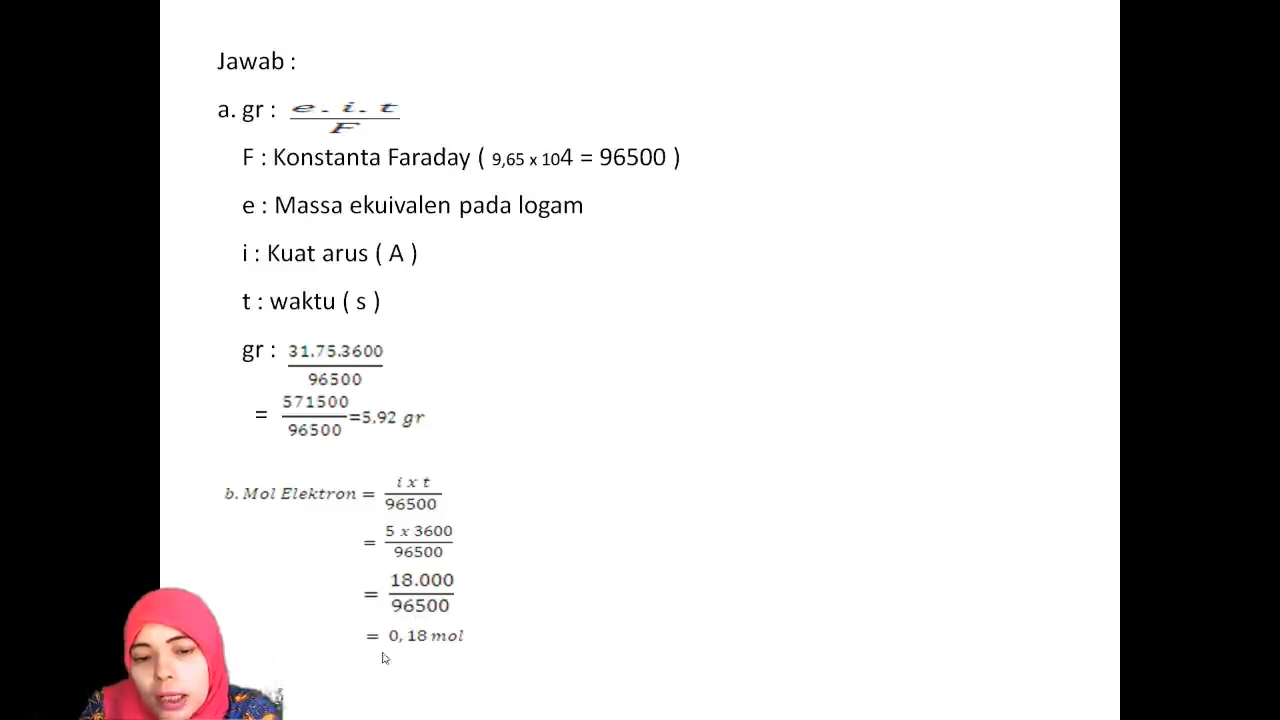 Jawab :
a. gr : e. i. t
F
F : Konstanta Faraday ( 9,65 x 104 = 96500 )
e : Massa ekuivalen pada logam
i : Kuat arus ( A )
t : waktu ( s )
gr : 31.75.3600
96500
= 571500
96500
=5,92 gr
b. Mol Elektron = i x t
96500
= 5 x 3600
96500
= 18.000
96500
= 0, 18 mol